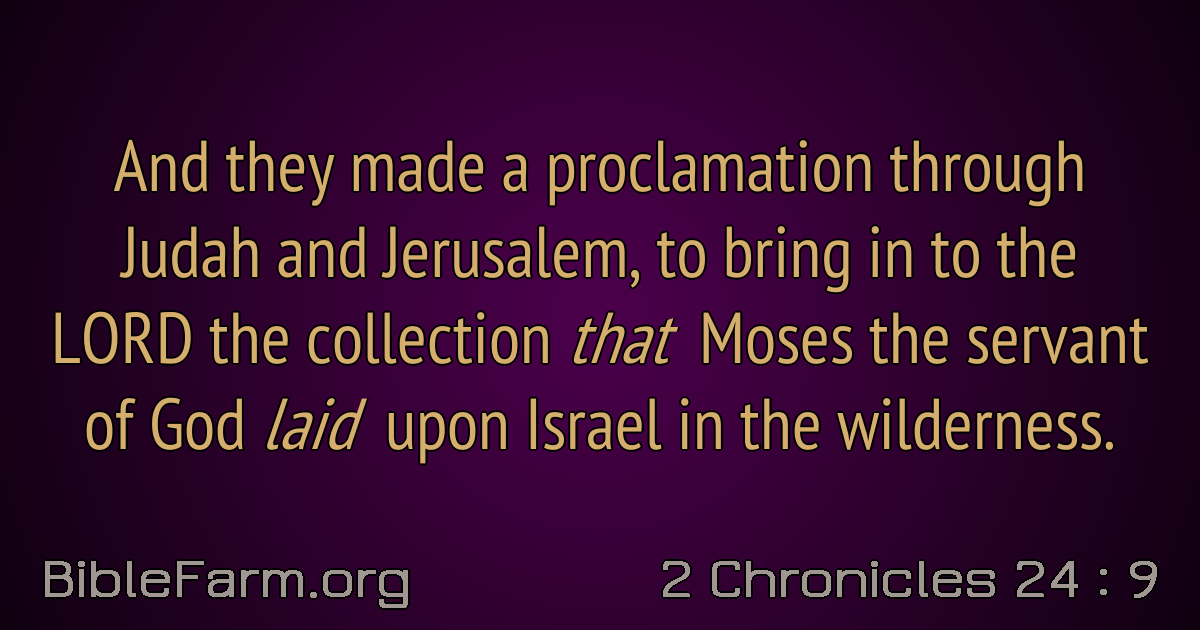 And they made a proclamation through
Judah and Jerusalem, to bring in to the
LORD the collection that Moses the servant
of God laid upon Israel in the wilderness.
BibleFarm.org
2 Chronicles 24 : 9